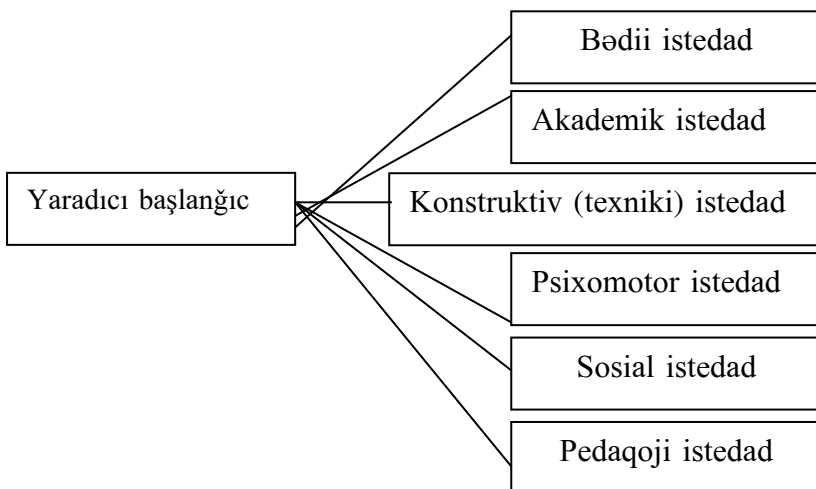 Bədii istedad
Akademik istedad
Yaradıcı başlanğıc
Konstruktiv (texniki) istedad
Psixomotor istedad
Sosial istedad
Pedaqoji istedad